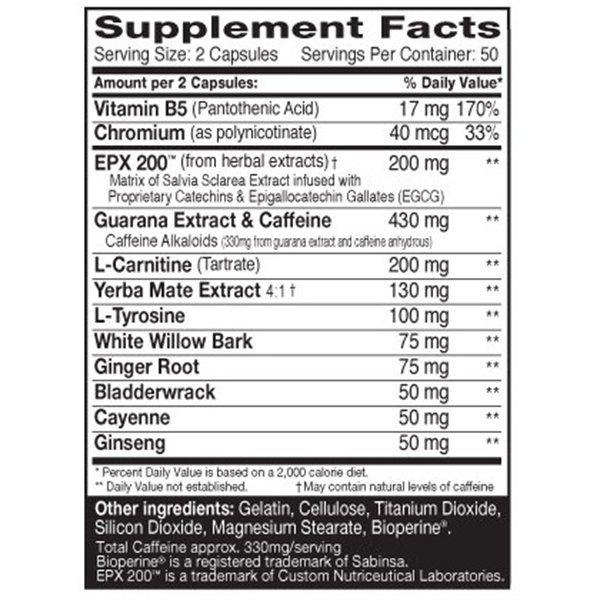 Supplement Facts
Serving Size: 2 Capsules Servings Per Container: 50
Amount per 2 Capsules: % Daily Value*
Vitamin B5 (Pantothenic Acid) 17 mg 170%
Chromium (as polynicotinate) 40 mcg 33%
EPX 200™ (from herbal extracts) † 200 mg **
Matrix of Salvia Sclarea Extract infused with
Proprietary Catechins & Epigallocatechin Gallates (EGCG)
Guarana Extract & Caffeine 430 mg **
Caffeine Alkaloids (330mg from guarana extract and caffeine anhydrous)
L-Carnitine (Tartrate) 200 mg **
Yerba Mate Extract 4:1 † 130 mg **
L-Tyrosine 100 mg **
White Willow Bark 75 mg **
Ginger Root 75 mg **
Bladderwrack 50 mg **
Cayenne 50 mg **
Ginseng 50 mg **
* Percent Daily Value is based on a 2,000 calorie diet.
** Daily Value not established. † May contain natural levels of caffeine
Other ingredients: Gelatin, Cellulose, Titanium Dioxide,
Silicon Dioxide, Magnesium Stearate, Bioperine®.
Total Caffeine approx. 330mg/serving
Bioperine® is a registered trademark of Sabinsa.
EPX 200™ is a trademark of Custom Nutriceutical Laboratories.